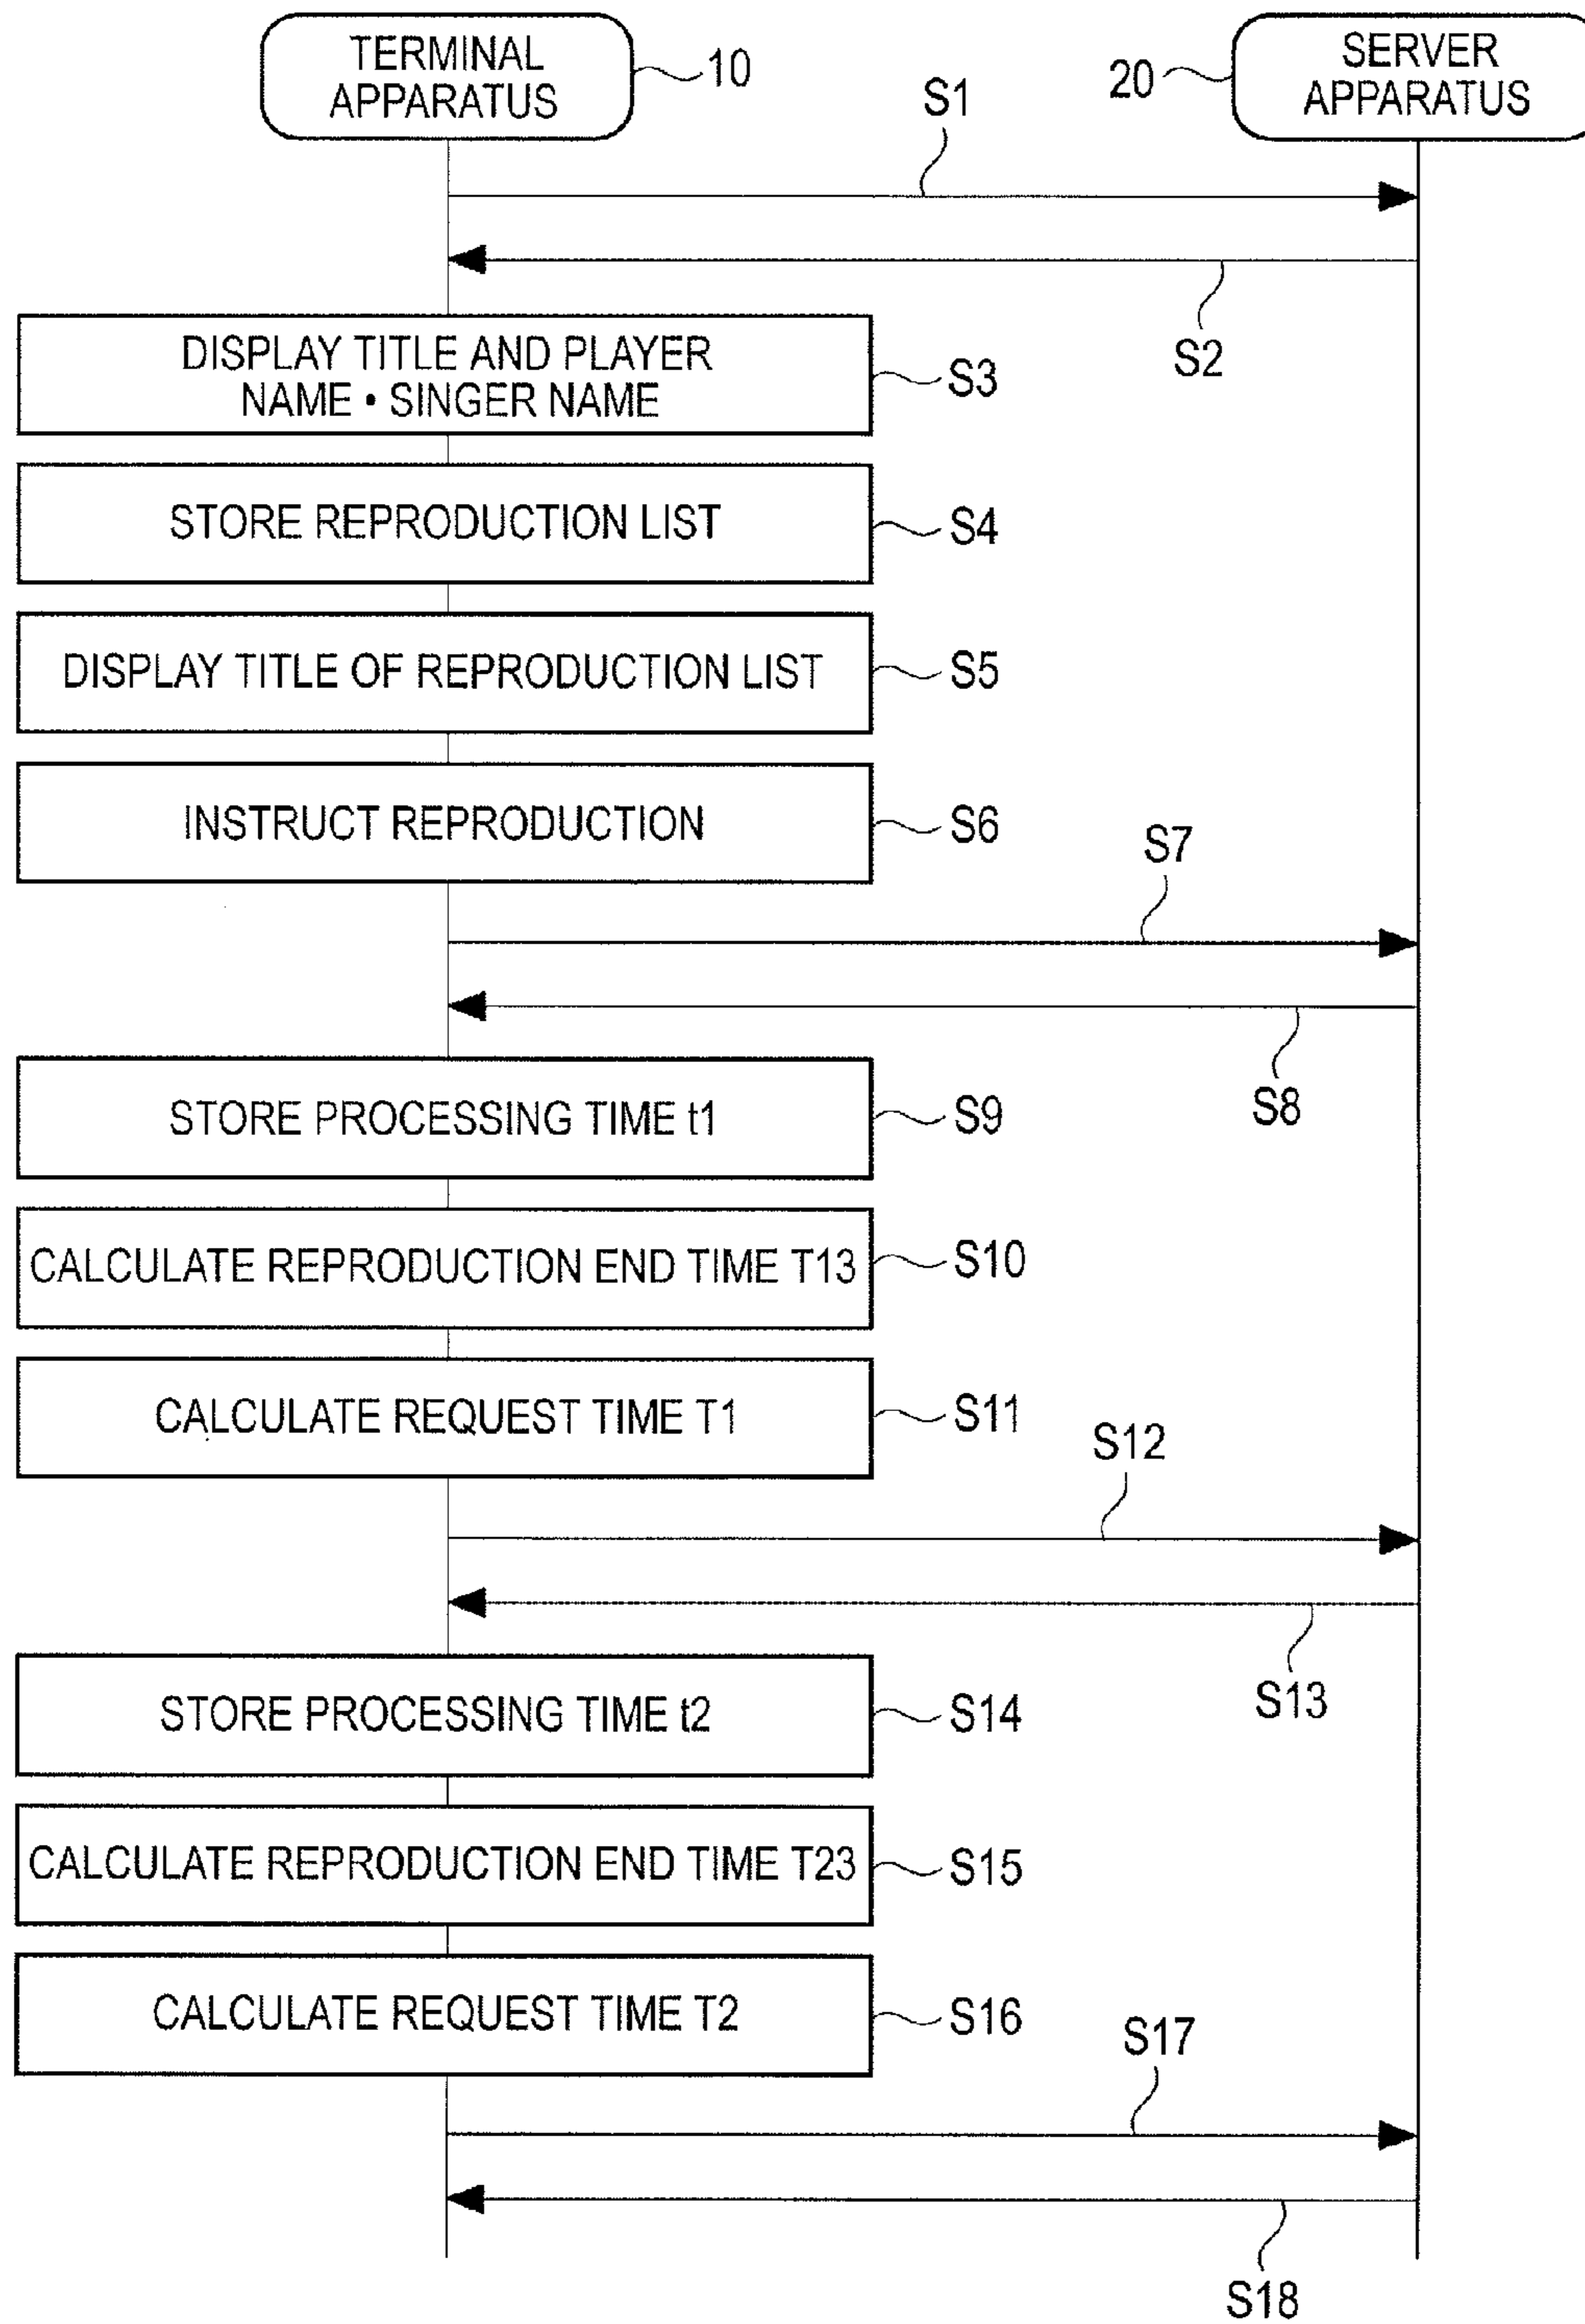 TERMINAL
APPARATUS
10
20
SERVER
APPARATUS
S1
S2
DISPLAY TITLE AND PLAYER
NAME • SINGER NAME
S3
STORE REPRODUCTION LIST
S4
DISPLAY TITLE OF REPRODUCTION LIST
S5
INSTRUCT REPRODUCTION
S6
S7
S8
STORE PROCESSING TIME t1
S9
CALCULATE REPRODUCTION END TIME T13
S10
CALCULATE REQUEST TIME T1
S11
S12
S13
STORE PROCESSING TIME t2
S14
CALCULATE REPRODUCTION END TIME T23
S15
CALCULATE REQUEST TIME T2
S16
S17
S18